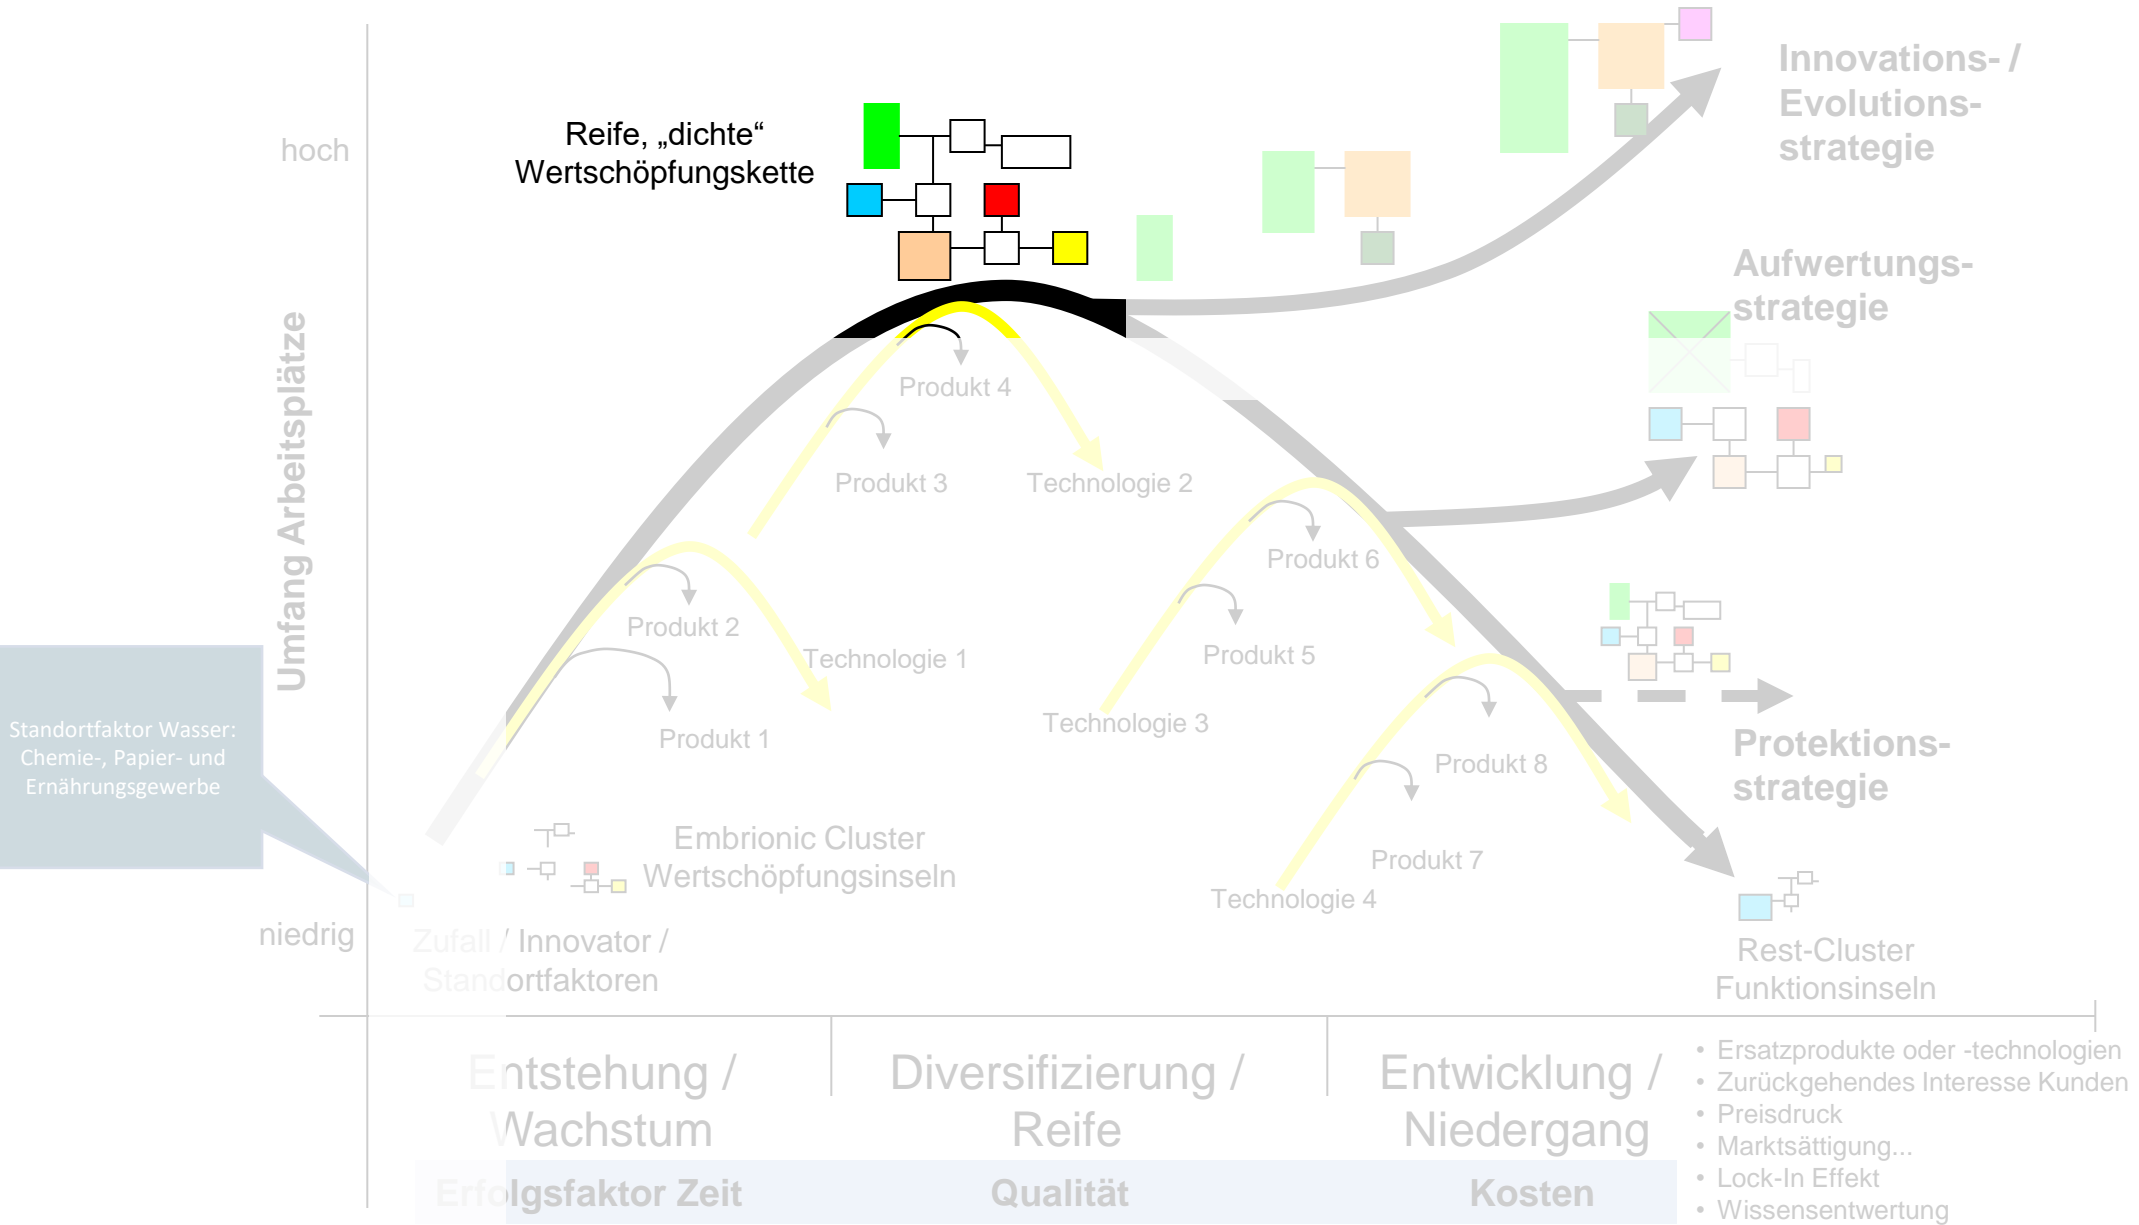 Innovations- /
Evolutions-
strategie
Reife, „dichte“
Wertschöpfungskette
hoch
Aufwertungs-
strategie
Umfang Arbeitsplätze
Produkt 4
Produkt 3
Technologie 2
Produkt 6
Produkt 2
Technologie 1
Produkt 5
Standortfaktor Wasser:
Chemie-, Papier- und
Ernährungsgewerbe
Produkt 1
Technologie 3
Produkt 8
Protektions-
strategie
Embrionic Cluster
Wertschöpfungsinseln
Produkt 7
Technologie 4
niedrig
Zufall / Innovator /
Standortfaktoren
Rest-Cluster
Funktionsinseln
Entstehung /
Wachstum
Diversifizierung /
Reife
Entwicklung /
Niedergang
• Ersatzprodukte oder -technologien
• Zurückgehendes Interesse Kunden
• Preisdruck
• Marktsättigung...
• Lock-In Effekt
• Wissensentwertung
Erfolgsfaktor Zeit
Qualität
Kosten